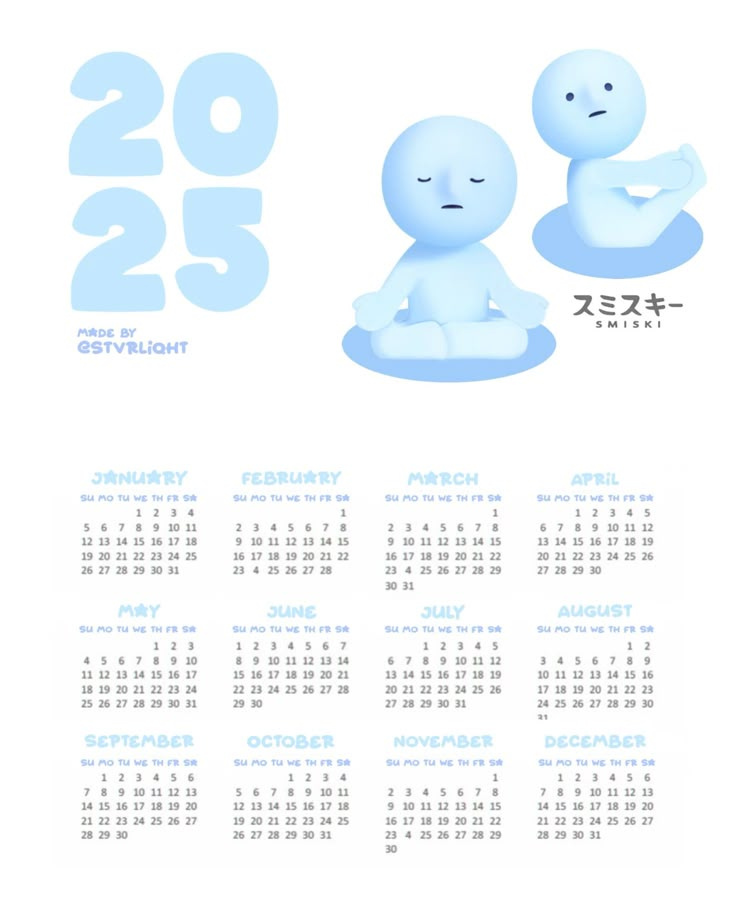 20
25
MADE BY
@STVRLiGHT
スミスキー
SMISKI
JANUARY
SU MO TU WE TH FR SA
1 2 3 4
5 6 7 8 9 10 11
12 13 14 15 16 17 18
19 20 21 22 23 24 25
26 27 28 29 30 31
FEBRUARY
SU MO TU WE TH FR SA
1
2 3 4 5 6 7 8
9 10 11 12 13 14 15
16 17 18 19 20 21 22
23 4 25 26 27 28
MARCH
SU MO TU WE TH FR SA
1
2 3 4 5 6 7 8
9 10 11 12 13 14 15
16 17 18 19 20 21 22
23 4 25 26 27 28 29
30 31
APRiL
SU MO TU WE TH FR SA
1 2 3 4 5
6 7 8 9 10 11 12
13 14 15 16 17 18 19
20 21 22 23 24 25 26
27 28 29 30
MAY
SU MO TU WE TH FR SA
1 2 3
4 5 6 7 8 9 10
11 12 13 14 15 16 17
18 19 20 21 22 23 24
25 26 27 28 29 30 31
JUNE
SU MO TU WE TH FR SA
1 2 3 4 5 6 7
8 9 10 11 12 13 14
15 16 17 18 19 20 21
22 23 24 25 26 27 28
29 30
JULY
SU MO TU WE TH FR SA
1 2 3 4 5
6 7 8 9 10 11 12
13 14 15 16 17 18 19
20 21 22 23 24 25 26
27 28 29 30 31
AUGUST
SU MO TU WE TH FR SA
1 2
3 4 5 6 7 8 9
10 11 12 13 14 15 16
17 18 19 20 21 22 23
24 25 26 27 28 29 30
31
SEPTEMBER
SU MO TU WE TH FR SA
1 2 3 4 5 6
7 8 9 10 11 12 13
14 15 16 17 18 19 20
21 22 23 24 25 26 27
28 29 30
OCTOBER
SU MO TU WE TH FR SA
1 2 3 4
5 6 7 8 9 10 11
12 13 14 15 16 17 18
19 20 21 22 23 24 25
26 27 28 29 30 31
NOVEMBER
SU MO TU WE TH FR SA
1
2 3 4 5 6 7 8
9 10 11 12 13 14 15
16 17 18 19 20 21 22
23 4 25 26 27 28 29
30
DECEMBER
SU MO TU WE TH FR SA
1 2 3 4 5 6
7 8 9 10 11 12 13
14 15 16 17 18 19 20
21 22 23 24 25 26 27
28 29 30 31